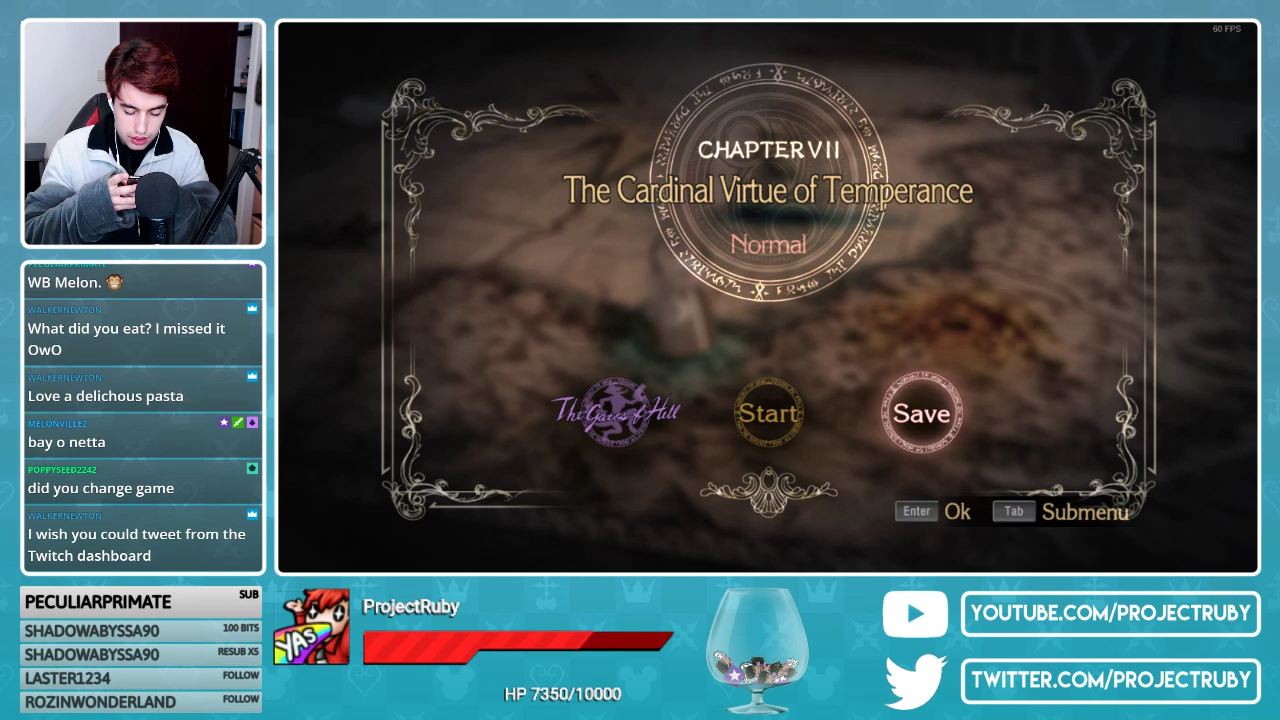 60 FPS
CHAPTER VII
The Cardinal Virtue of Temperance
Normal
The Gates of Hell
Start
Save
Enter Ok Tab Submenu
PECULIARPRIMATE
WB Melon. 🐵
WALKERNEWTON
What did you eat? I missed it
OwO
WALKERNEWTON
Love a delichous pasta
MELONVILLE2
bay o netta
POPPYSEED2242
did you change game
WALKERNEWTON
I wish you could tweet from the
Twitch dashboard
PECULIARPRIMATE SUB
SHADOWABYSSA90 100 BITS
SHADOWABYSSA90 RESUB X5
LASTER1234 FOLLOW
ROZINWONDERLAND FOLLOW
YAS
ProjectRuby
HP 7350/10000
YOUTUBE.COM/PROJECTRUBY
TWITTER.COM/PROJECTRUBY